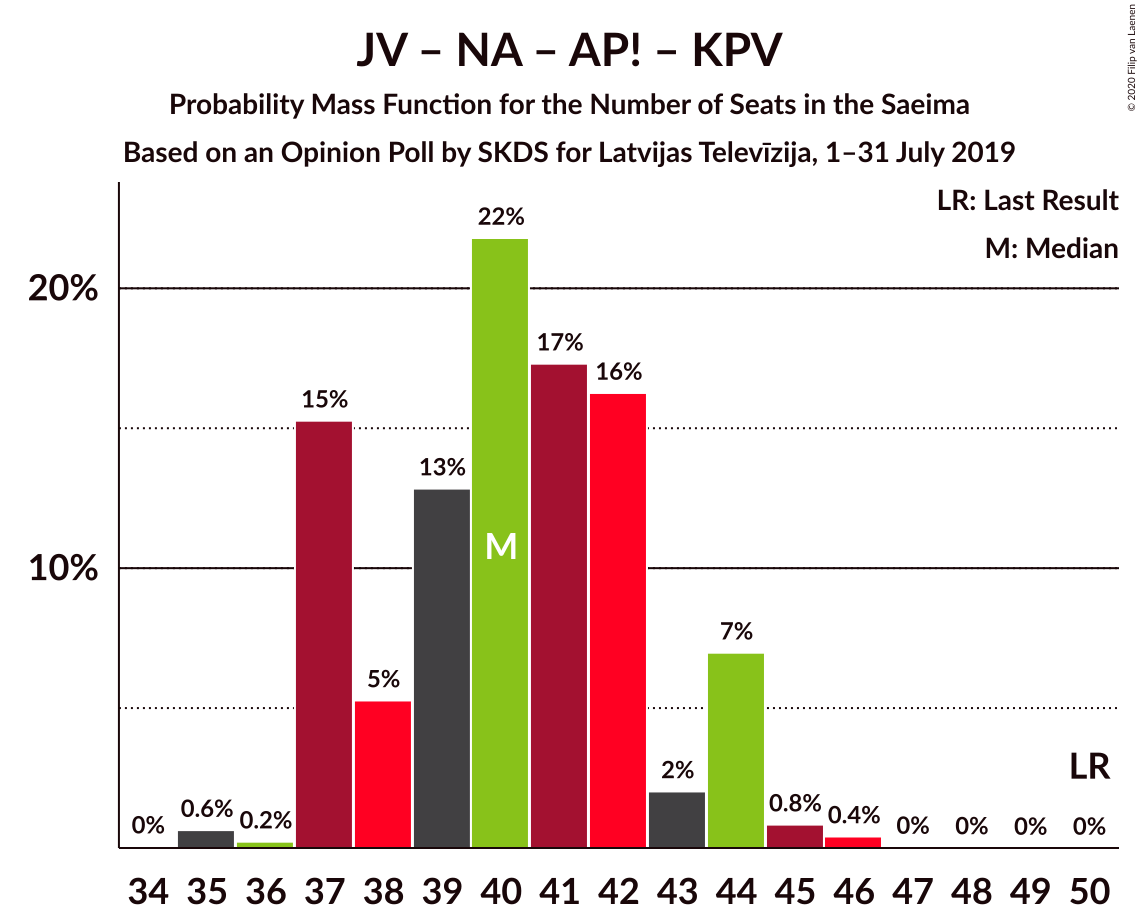 JV – NA – AP! – KPV
Probability Mass Function for the Number of Seats in the Saeima
Based on an Opinion Poll by SKDS for Latvijas Televīzija, 1–31 July 2019
© 2020 Filip van Laenen
LR: Last Result
M: Median
20%
10%
0%
0.6%
0.2%
15%
5%
13%
22%
M
17%
16%
2%
7%
0.8%
0.4%
0%
0%
0%
LR
0%
34 35 36 37 38 39 40 41 42 43 44 45 46 47 48 49 50